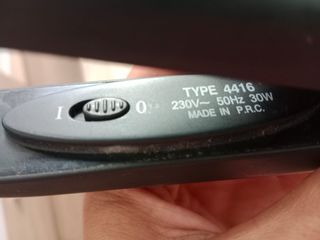 TYPE 4416
I O 230V~ 50Hz 30W
MADE IN P.R.C.